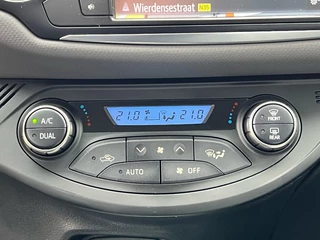 Wierdensestraat
21.0 21.0
A/C
DUAL
FRONT
REAR
AUTO
OFF